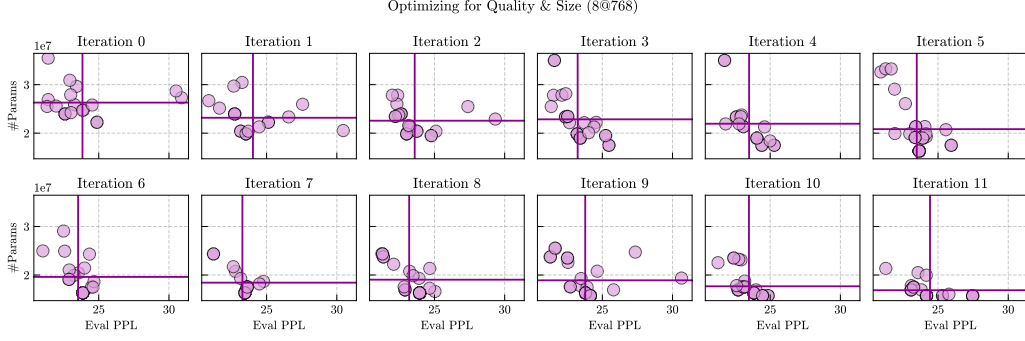 Optimizing for Quality & Size (8@768)
1e7
Iteration 0
Iteration 1
Iteration 2
Iteration 3
Iteration 4
Iteration 5
#Params
3
2
1e7
Iteration 6
Iteration 7
Iteration 8
Iteration 9
Iteration 10
Iteration 11
#Params
3
2
25 30
25 30
25 30
25 30
25 30
25 30
Eval PPL
Eval PPL
Eval PPL
Eval PPL
Eval PPL
Eval PPL